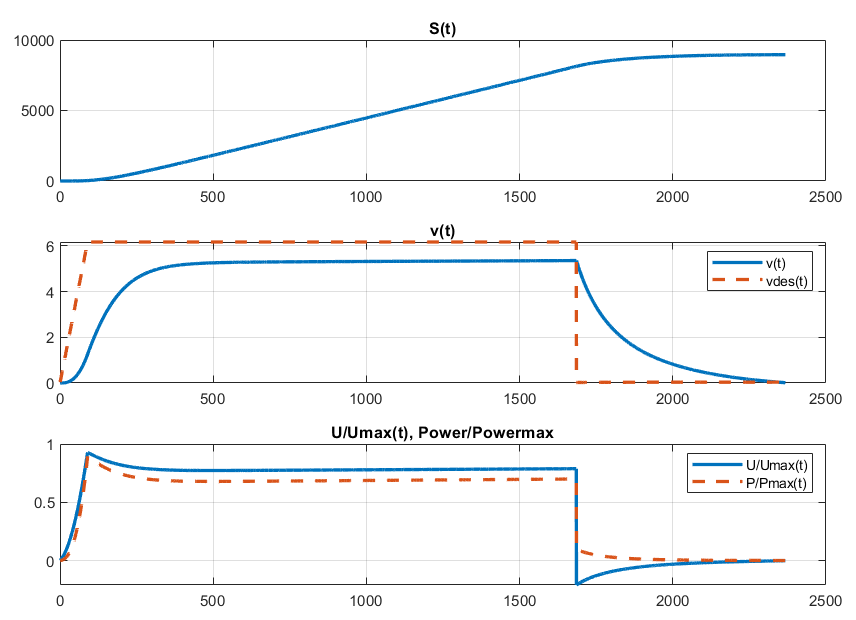 S(t)
10000
5000
0
0 500 1000 1500 2000 2500
v(t)
6
4
2
0
v(t)
vdes(t)
0 500 1000 1500 2000 2500
U/Umax(t), Power/Powermax
1
0.5
0
U/Umax(t)
P/Pmax(t)
0 500 1000 1500 2000 2500